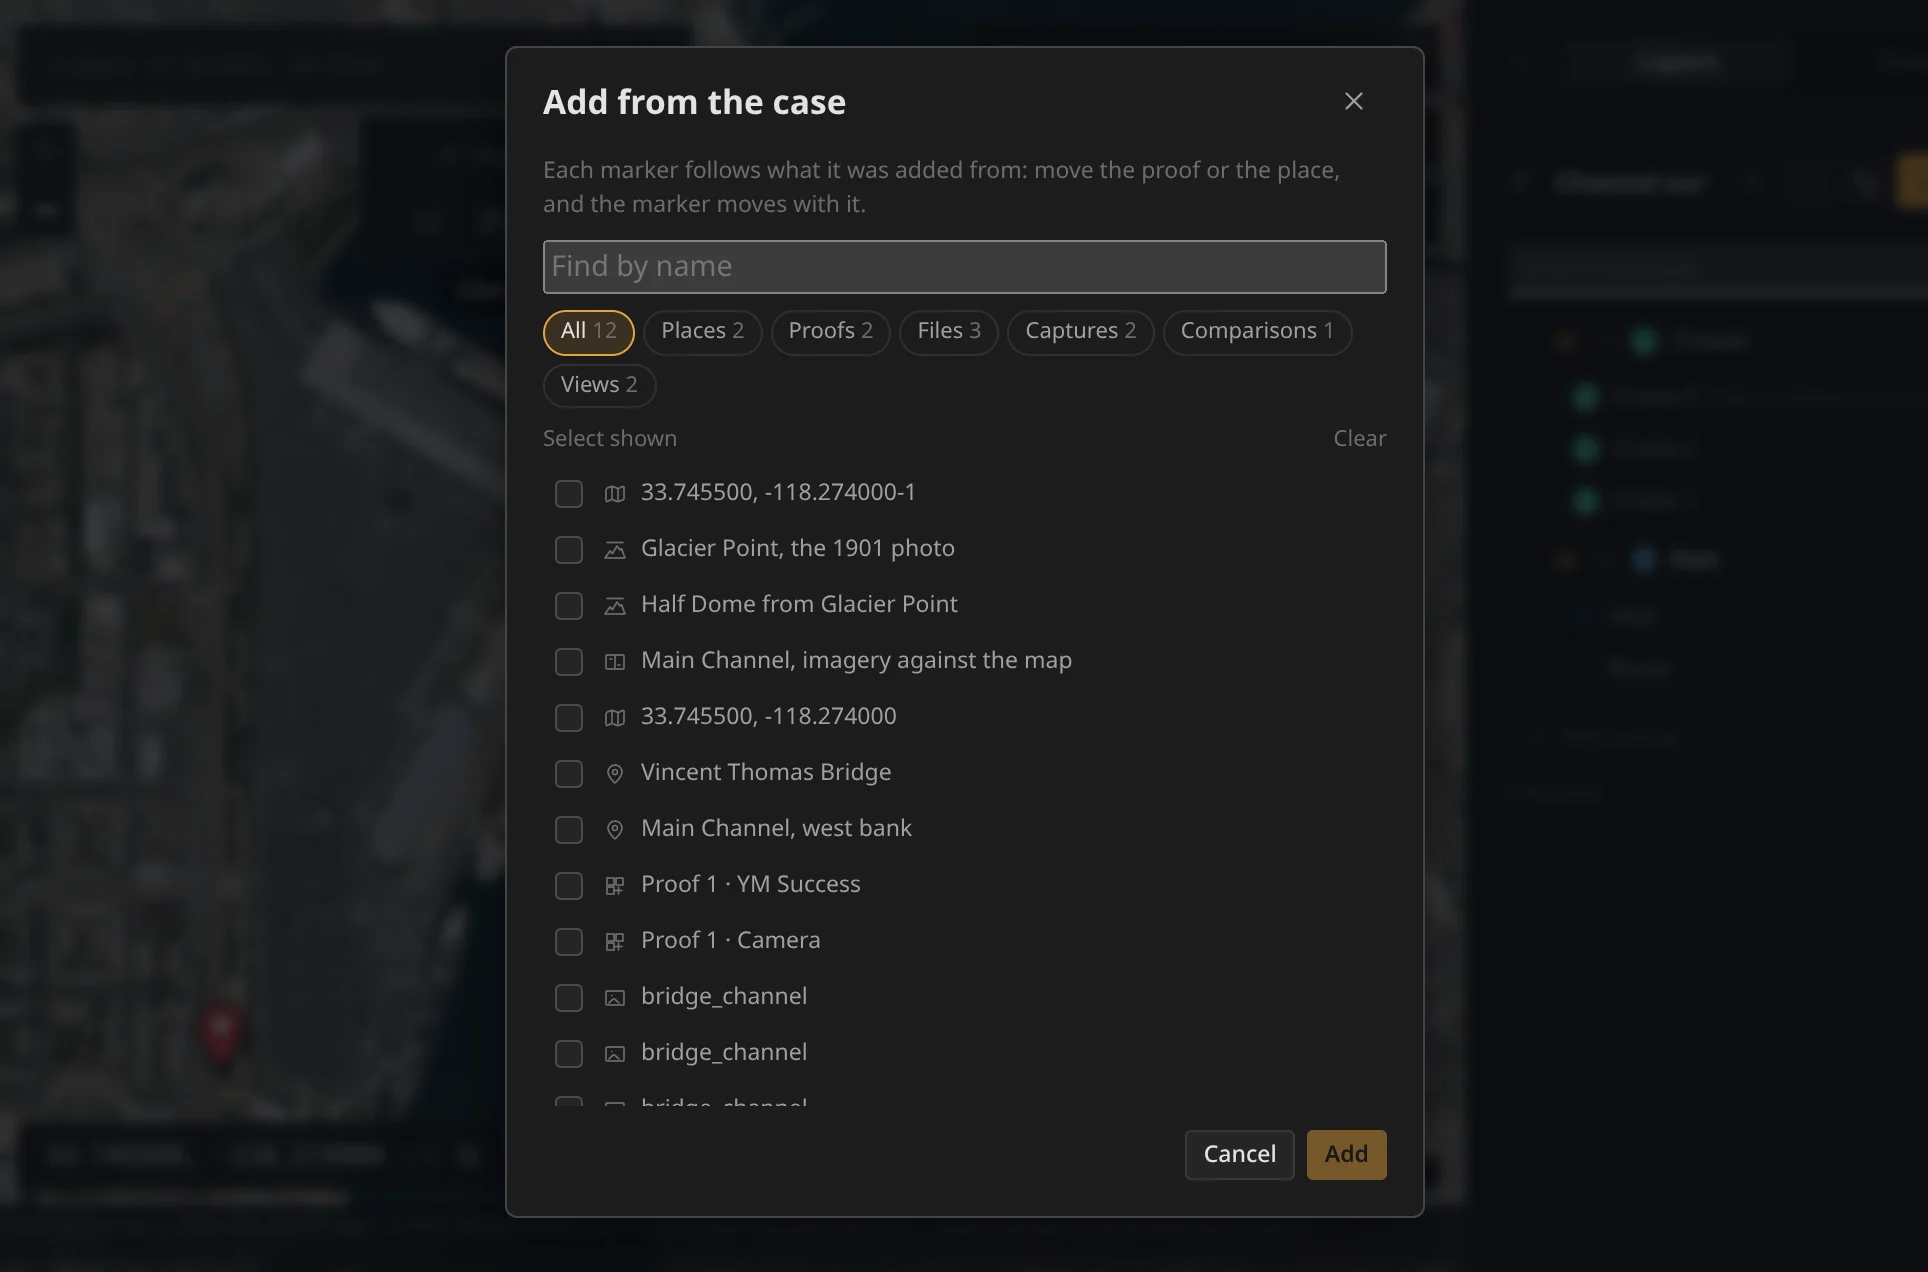 Add from the case
Each marker follows what it was added from: move the proof or the place,
and the marker moves with it.
Find by name
All 12
Places 2
Proofs 2
Files 3
Captures 2
Comparisons 1
Views 2
Select shown
Clear
33.745500, -118.274000-1
Glacier Point, the 1901 photo
Half Dome from Glacier Point
Main Channel, imagery against the map
33.745500, -118.274000
Vincent Thomas Bridge
Main Channel, west bank
Proof 1 · YM Success
Proof 1 · Camera
bridge_channel
bridge_channel
bridge_channel
Cancel
Add